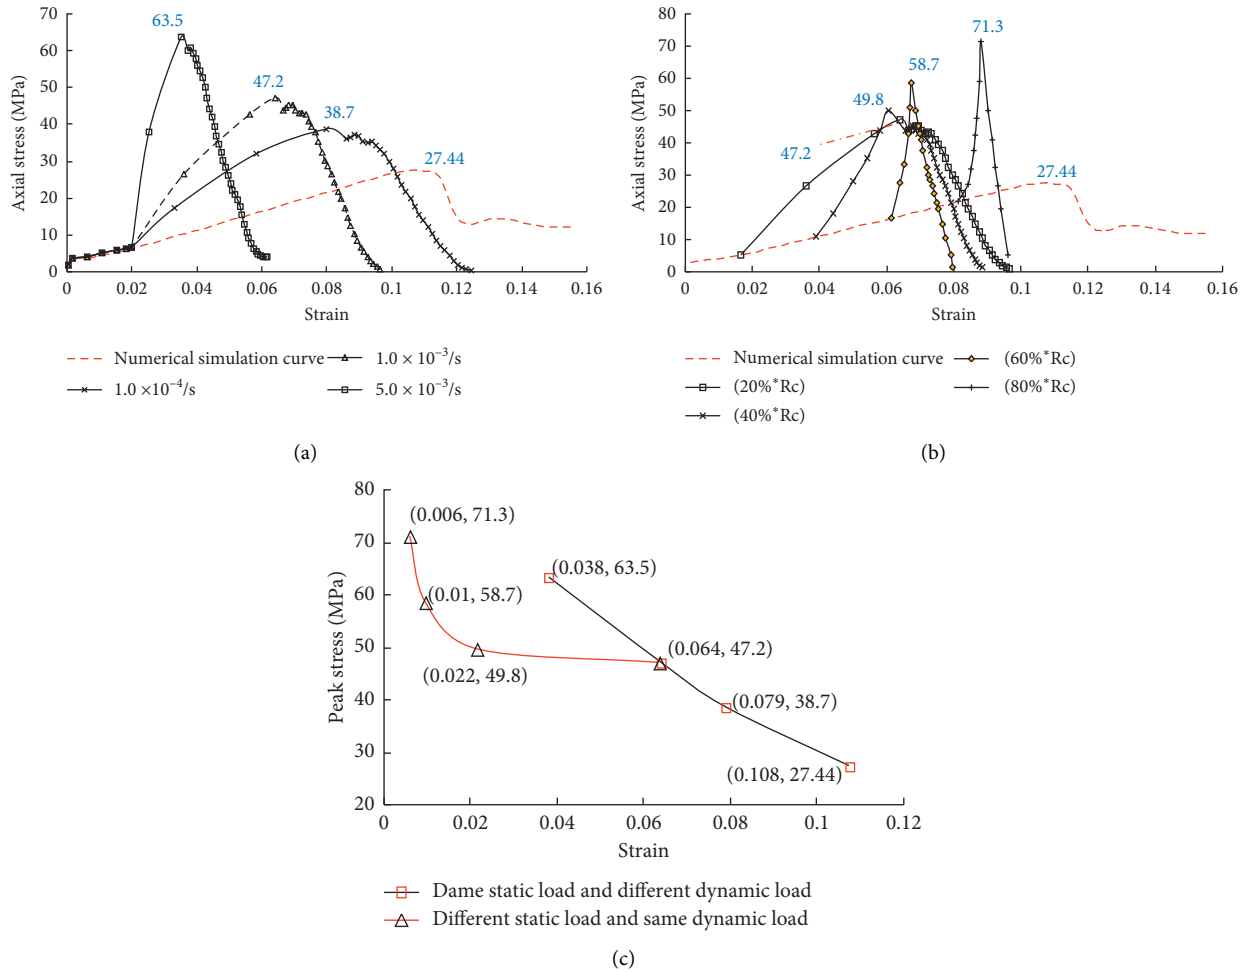 70
60
50
40
30
20
10
0
Axial stress (MPa)
63.5
47.2
38.7
27.44
0 0.02 0.04 0.06 0.08 0.1 0.12 0.14 0.16
Strain
Numerical simulation curve
1.0 ×10⁻⁴/s
1.0 × 10⁻³/s
5.0 × 10⁻³/s
(a)
80
70
60
50
40
30
20
10
0
Axial stress (MPa)
47.2
49.8
58.7
71.3
27.44
0 0.02 0.04 0.06 0.08 0.1 0.12 0.14 0.16
Strain
Numerical simulation curve
(20%*Rc)
(40%*Rc)
(60%*Rc)
(80%*Rc)
(b)
80
70
60
50
40
30
20
Peak stress (MPa)
(0.006, 71.3)
(0.038, 63.5)
(0.01, 58.7)
(0.064, 47.2)
(0.022, 49.8)
(0.079, 38.7)
(0.108, 27.44)
0 0.02 0.04 0.06 0.08 0.1 0.12
Strain
Dame static load and different dynamic load
Different static load and same dynamic load
(c)